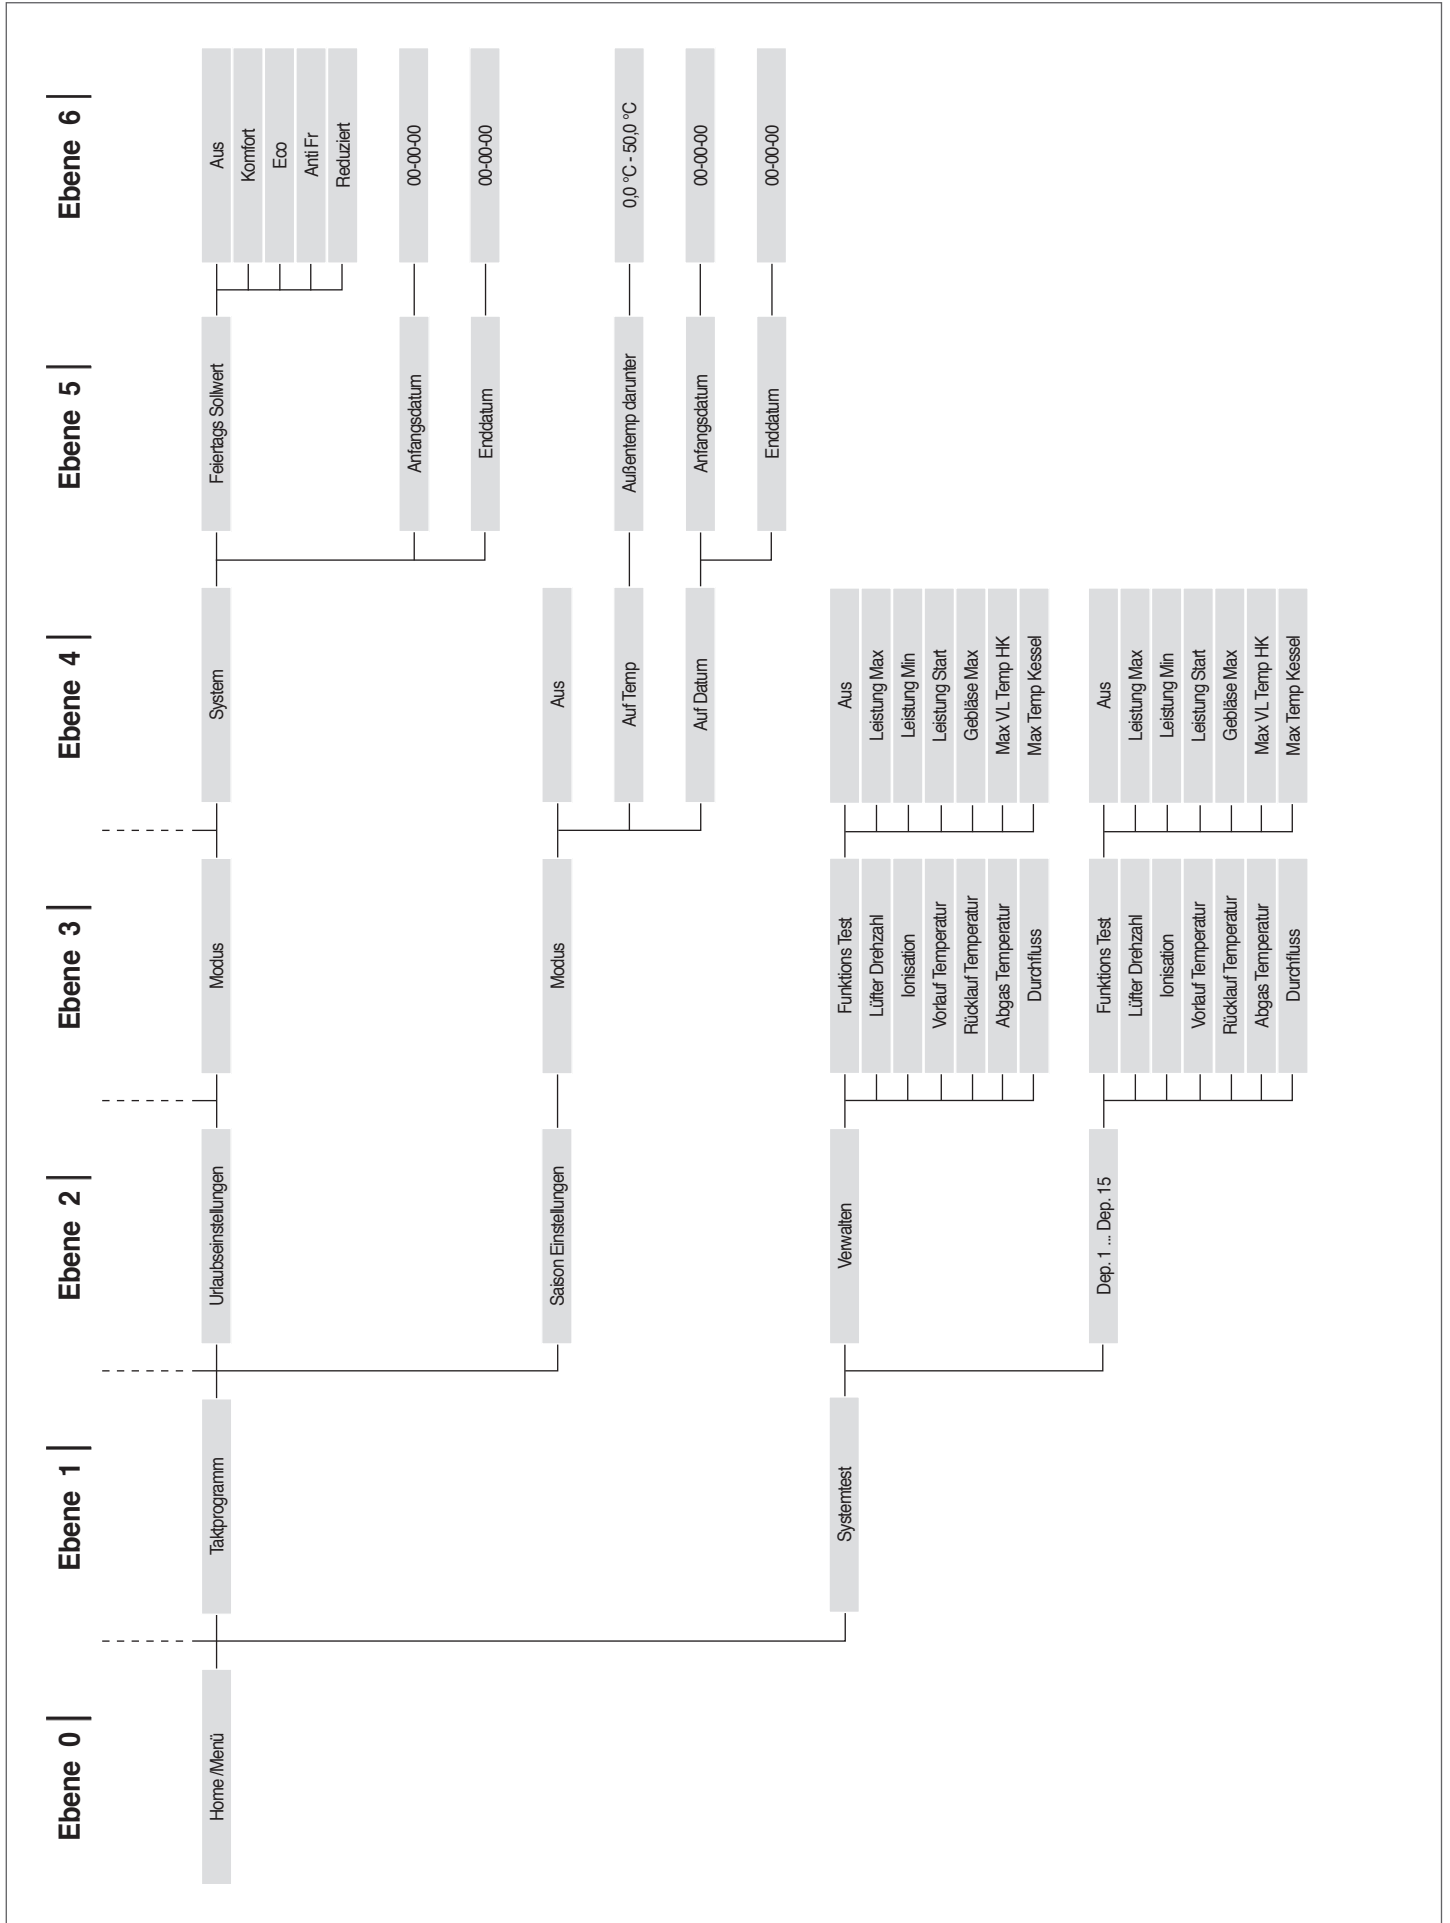 Ebene 0
Ebene 1
Ebene 2
Ebene 3
Ebene 4
Ebene 5
Ebene 6
Home /Menü
Taktprogramm
Urlaubseinstellungen
Modus
System
Feiertags Sollwert
Aus
Komfort
Eco
Anti Fr
Reduziert
Anfangsdatum
00-00-00
Enddatum
00-00-00
Saison Einstellungen
Modus
Aus
Auf Temp
Außentemp darunter
0,0 °C - 50,0 °C
Auf Datum
Anfangsdatum
00-00-00
Enddatum
00-00-00
Systemtest
Verwalten
Funktions Test
Lüfter Drehzahl
Ionisation
Vorlauf Temperatur
Rücklauf Temperatur
Abgas Temperatur
Durchfluss
Aus
Leistung Max
Leistung Min
Leistung Start
Gebläse Max
Max VL Temp HK
Max Temp Kessel
Dep. 1 ... Dep. 15
Funktions Test
Lüfter Drehzahl
Ionisation
Vorlauf Temperatur
Rücklauf Temperatur
Abgas Temperatur
Durchfluss
Aus
Leistung Max
Leistung Min
Leistung Start
Gebläse Max
Max VL Temp HK
Max Temp Kessel